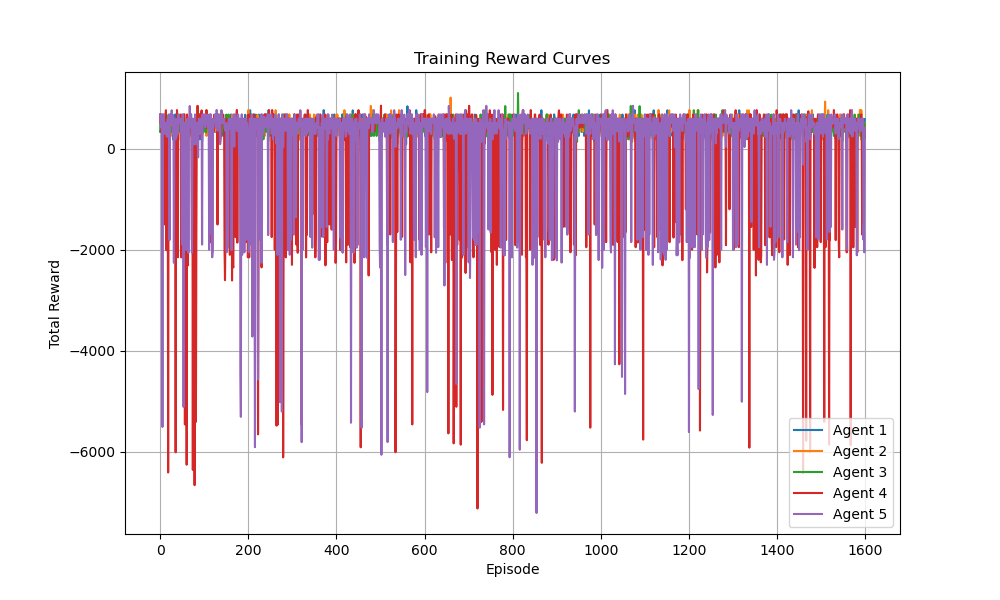 Training Reward Curves
Total Reward
0
−2000
−4000
−6000
0 200 400 600 800 1000 1200 1400 1600
Episode
Agent 1
Agent 2
Agent 3
Agent 4
Agent 5